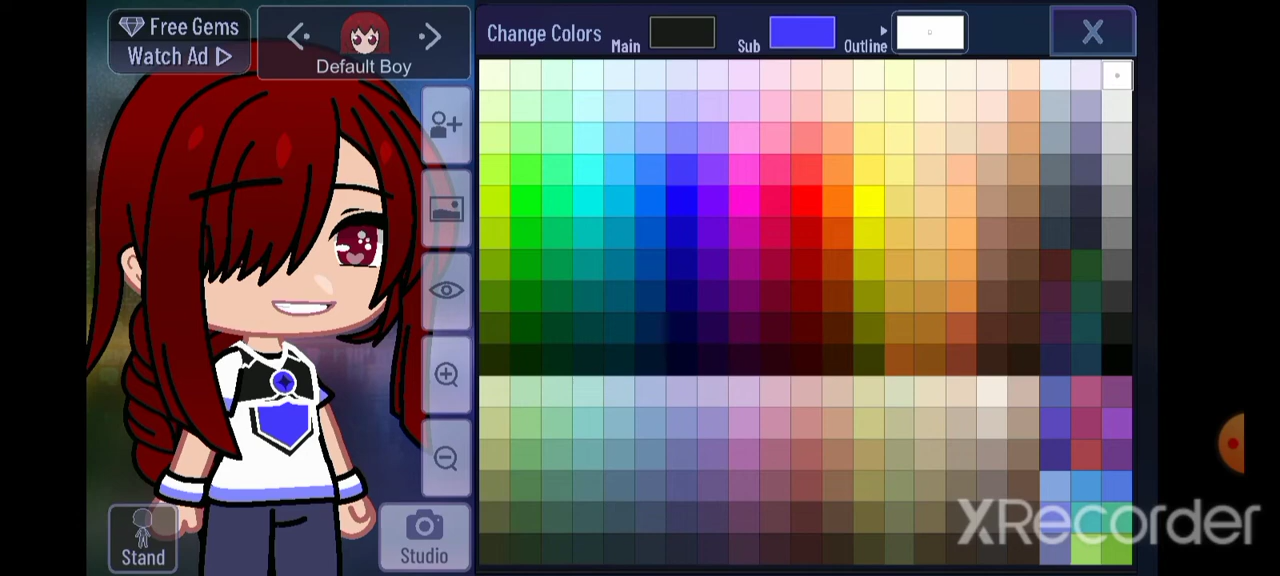 Free Gems
Watch Ad
Default Boy
Change Colors Main Sub Outline X
Stand
Studio
XRecorder